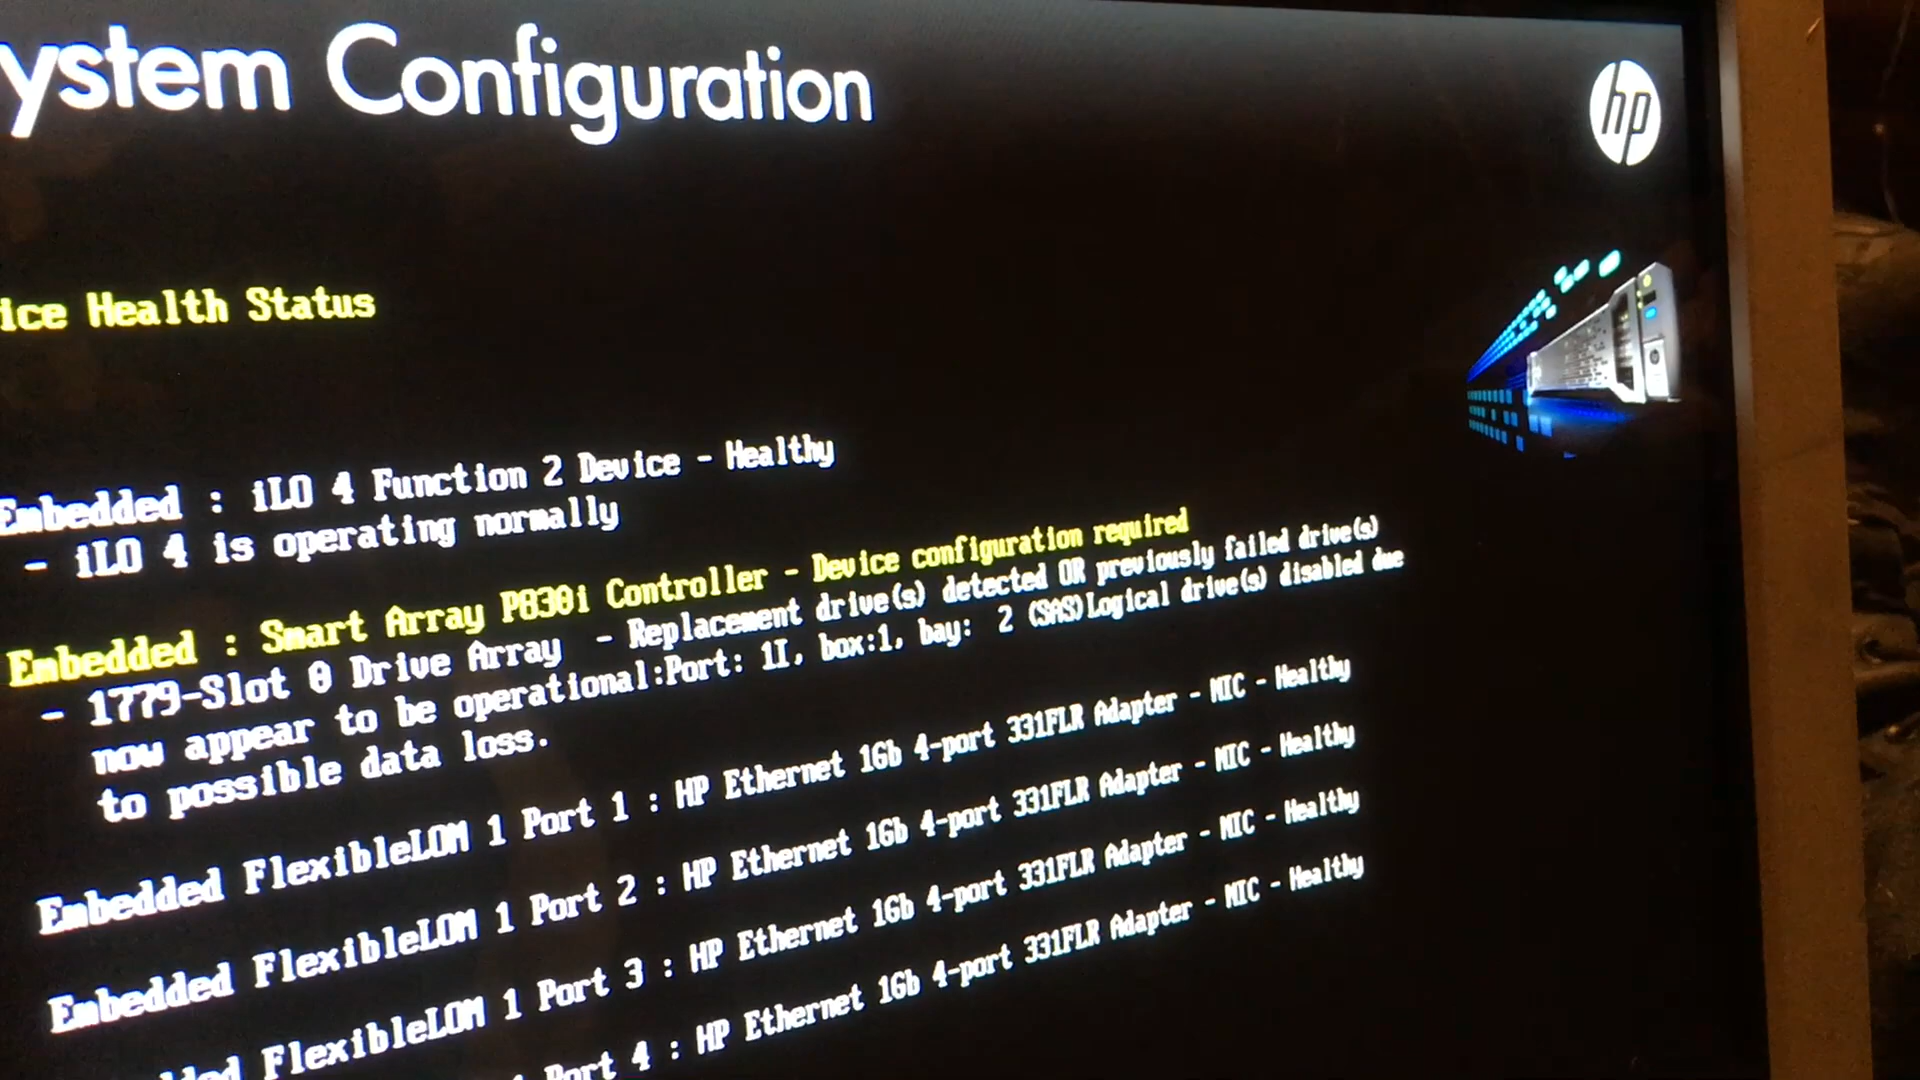 ystem Configuration
hp
ice Health Status
Embedded : iLO 4 Function 2 Device - Healthy
- iLO 4 is operating normally
Embedded : Smart Array P830i Controller - Device configuration required
- 1779-Slot 0 Drive Array - Replacement drive(s) detected OR previously failed drive(s)
now appear to be operational:Port: 1I, box:1, bay: 2 (SAS)Logical drive(s) disabled due
to possible data loss.
Embedded FlexibleLOM 1 Port 1 : HP Ethernet 1Gb 4-port 331FLR Adapter - NIC - Healthy
Embedded FlexibleLOM 1 Port 2 : HP Ethernet 1Gb 4-port 331FLR Adapter - NIC - Healthy
Embedded FlexibleLOM 1 Port 3 : HP Ethernet 1Gb 4-port 331FLR Adapter - NIC - Healthy
Port 4 : HP Ethernet 1Gb 4-port 331FLR Adapter - NIC - Healthy